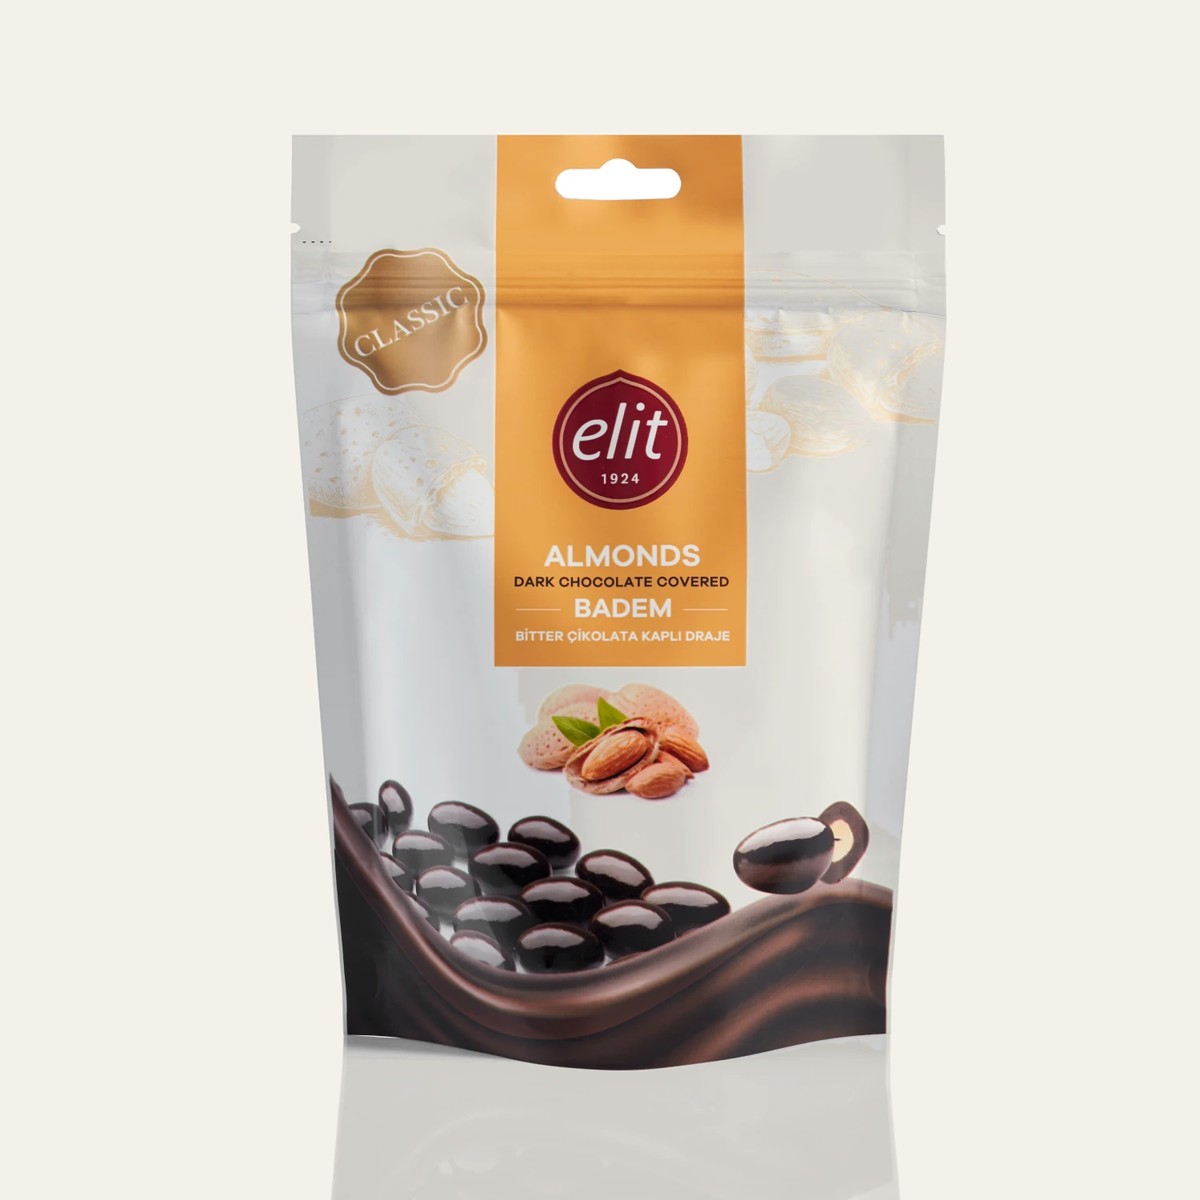 CLASSIC
elit
1924
ALMONDS
DARK CHOCOLATE COVERED
BADEM
BİTTER ÇİKOLATA KAPLI DRAJE